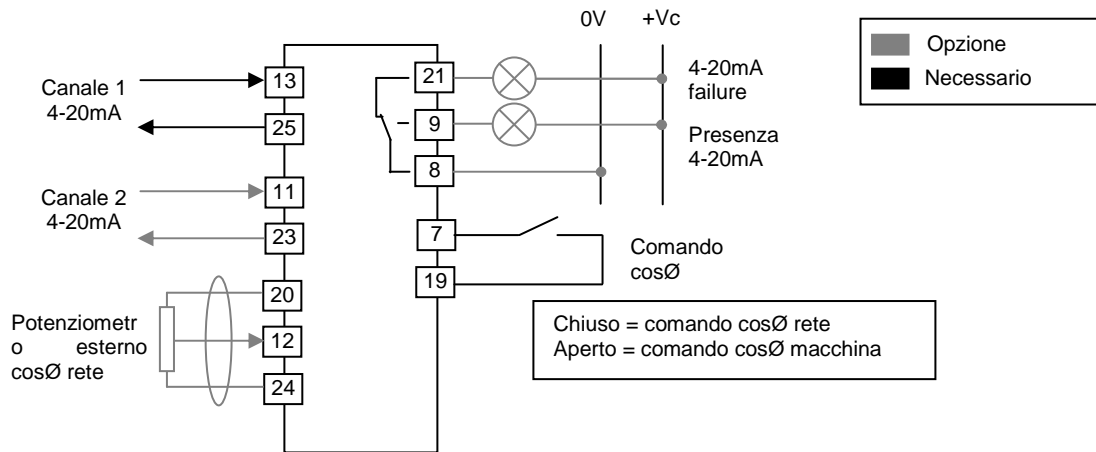 0V +Vc
Opzione
Necessario
Canale 1
4-20mA
13
25
21
4-20mA
failure
9
Presenza
4-20mA
8
Canale 2
4-20mA
11
23
7
19
Comando
cosØ
Potenziometr
o esterno
cosØ rete
20
12
24
Chiuso = comando cosØ rete
Aperto = comando cosØ macchina